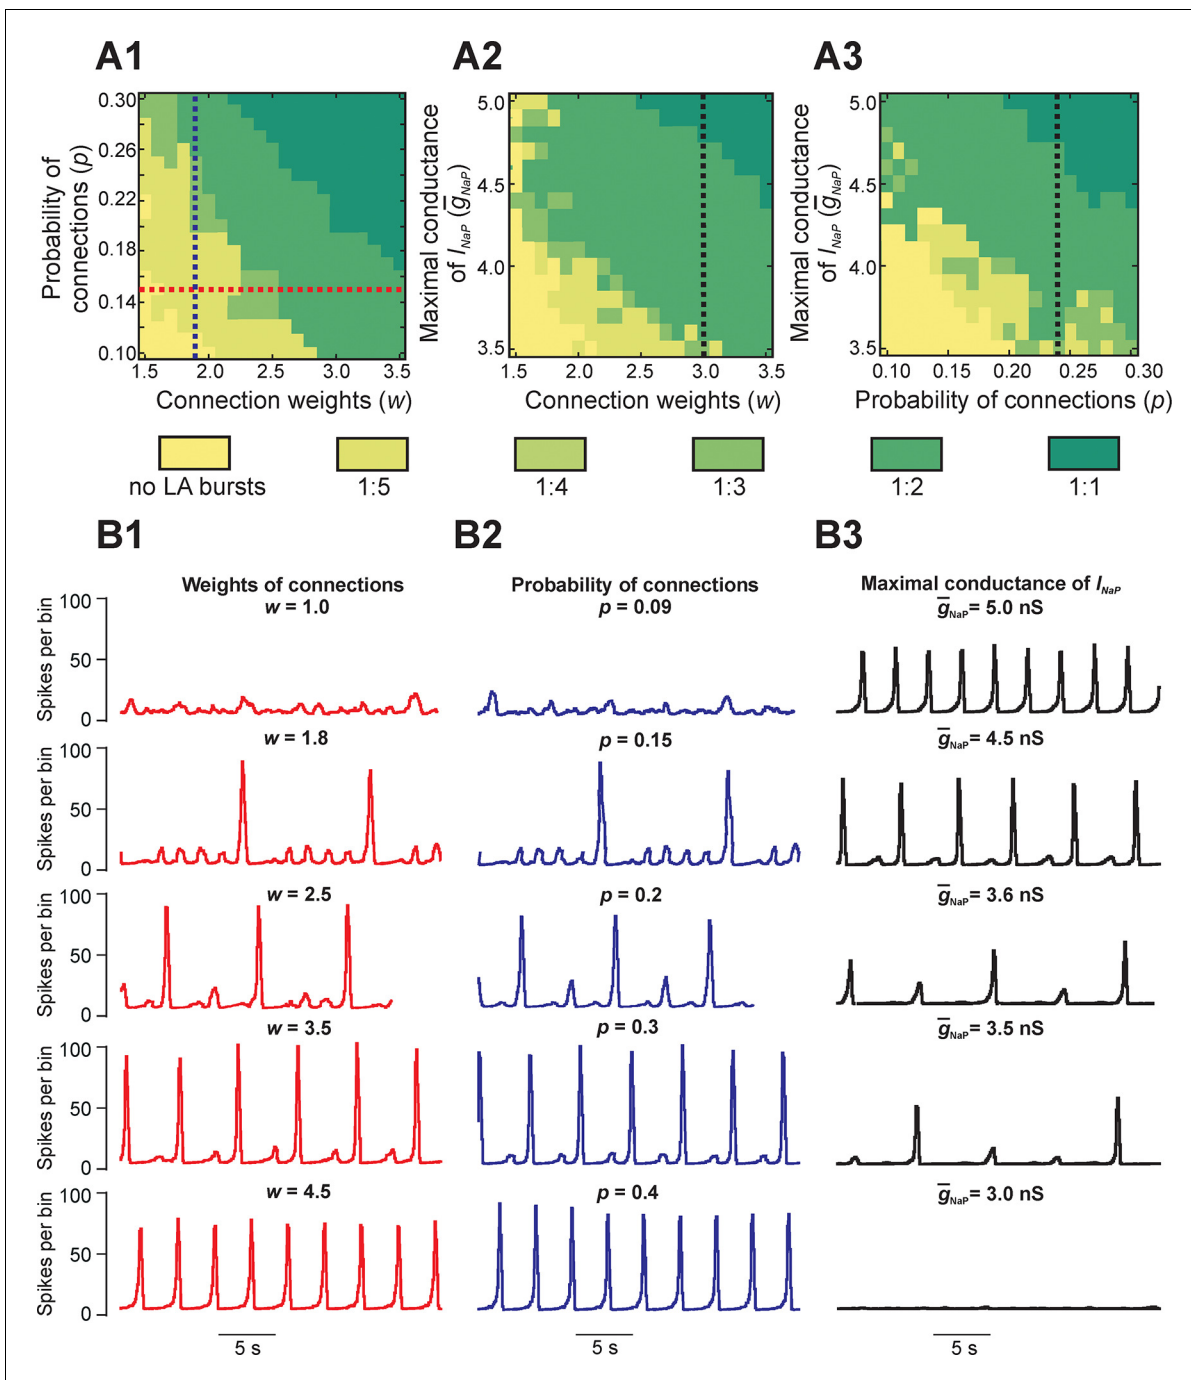 A1
A2
A3
Probability of
connections (p)
0.30
0.26
0.22
0.18
0.14
0.10
1.5
2.0
2.5
3.0
3.5
Connection weights (w)
Maximal conductance
of I_NaP (g̅_NaP)
5.0
4.5
4.0
3.5
1.5
2.0
2.5
3.0
3.5
Connection weights (w)
Maximal conductance
of I_NaP (g̅_NaP)
5.0
4.5
4.0
3.5
0.10
0.15
0.20
0.25
0.30
Probability of connections (p)
no LA bursts
1:5
1:4
1:3
1:2
1:1
B1
B2
B3
Weights of connections
Probability of connections
Maximal conductance of I_NaP
Spikes per bin
100
50
0
w = 1.0
p = 0.09
g̅_NaP= 5.0 nS
Spikes per bin
100
50
0
w = 1.8
p = 0.15
g̅_NaP= 4.5 nS
Spikes per bin
100
50
0
w = 2.5
p = 0.2
g̅_NaP= 3.6 nS
Spikes per bin
100
50
0
w = 3.5
p = 0.3
g̅_NaP= 3.5 nS
Spikes per bin
100
50
0
w = 4.5
p = 0.4
g̅_NaP= 3.0 nS
5 s
5 s
5 s